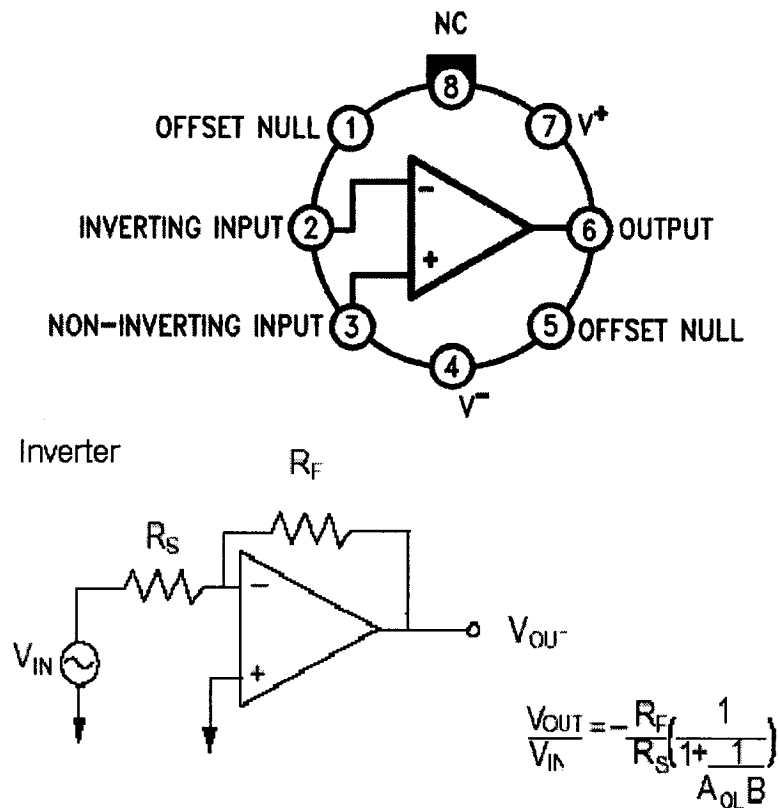 NC
8
OFFSET NULL 1
7 V+
INVERTING INPUT 2
-
6 OUTPUT
+
NON-INVERTING INPUT 3
5 OFFSET NULL
4
V-
Inverter
RF
RS
-
VIN
+
VOUT
VOUT/VIN = - RF/RS (1/(1+ 1/(AOL B)))